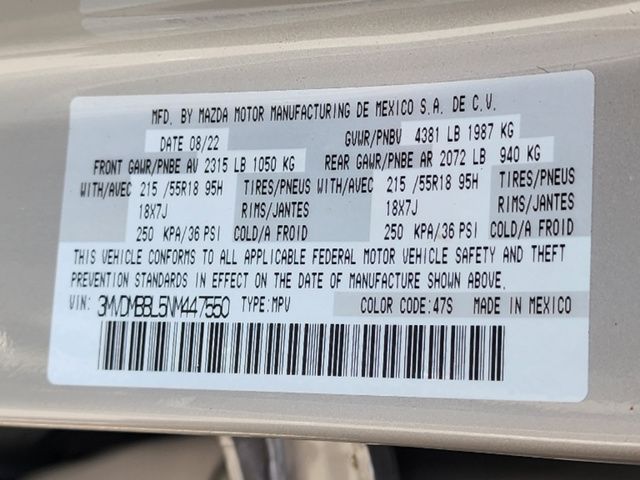 MFD. BY MAZDA MOTOR MANUFACTURING DE MEXICO S.A. DE C.V.
DATE 08/22 GVWR/PNBV 4381 LB 1987 KG
FRONT GAWR/PNBE AV 2315 LB 1050 KG REAR GAWR/PNBE AR 2072 LB 940 KG
WITH/AVEC 215 /55R18 95H TIRES/PNEUS WITH/AVEC 215 /55R18 95H TIRES/PNEUS
18X7J RIMS/JANTES 18X7J RIMS/JANTES
250 KPA/36 PSI COLD/A FROID 250 KPA/36 PSI COLD/A FROID
THIS VEHICLE CONFORMS TO ALL APPLICABLE FEDERAL MOTOR VEHICLE SAFETY AND THEFT
PREVENTION STANDARDS IN EFFECT ON THE DATE OF MANUFACTURE SHOWN ABOVE.
VIN: 3MVDMBBL5NM447550 TYPE:MPV COLOR CODE:47S MADE IN MEXICO